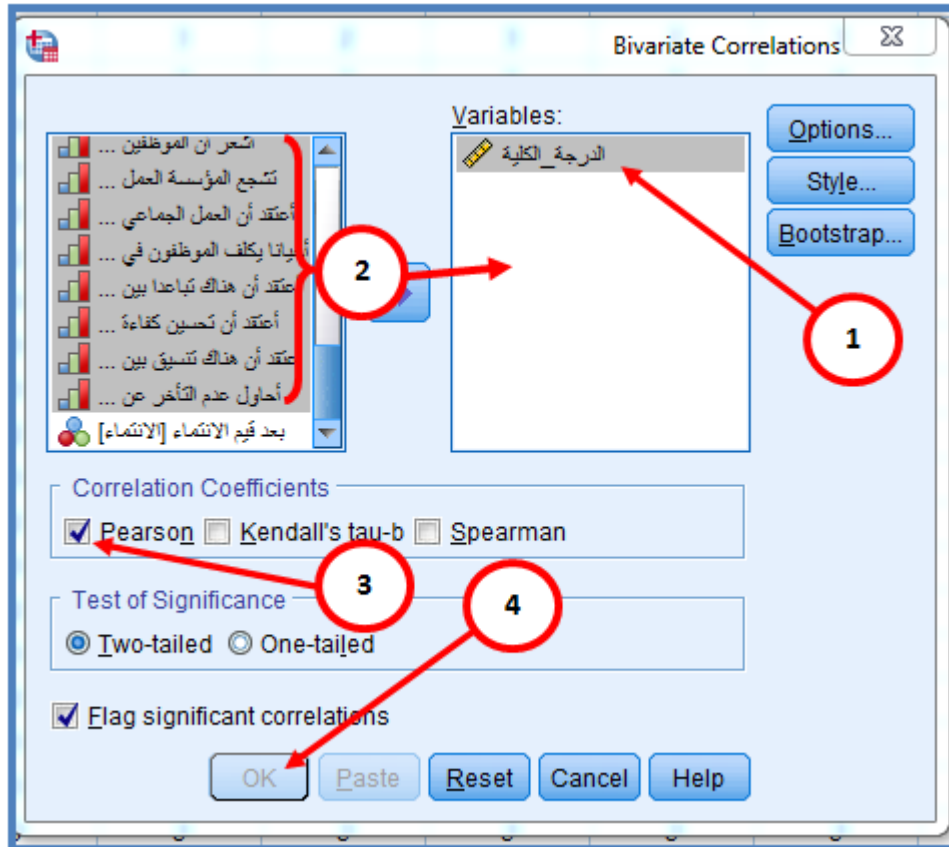 Bivariate Correlations
Variables:
أشعر أن الموظفين ...
تشجع المؤسسة العمل ...
أعتقد أن العمل الجماعي ...
يكلف الموظفون في ...
أعتقد أن هناك تباعدا بين ...
أعتقد أن تحسين كفاءة ...
أعتقد أن هناك تنسيق بين ...
أحاول عدم التأخر عن ...
بعد قيم الانتماء [الانتماء]
الدرجة_الكلية
Options...
Style...
Bootstrap...
2
1
Correlation Coefficients
Pearson Kendall's tau-b Spearman
3
4
Test of Significance
Two-tailed One-tailed
Flag significant correlations
OK Paste Reset Cancel Help